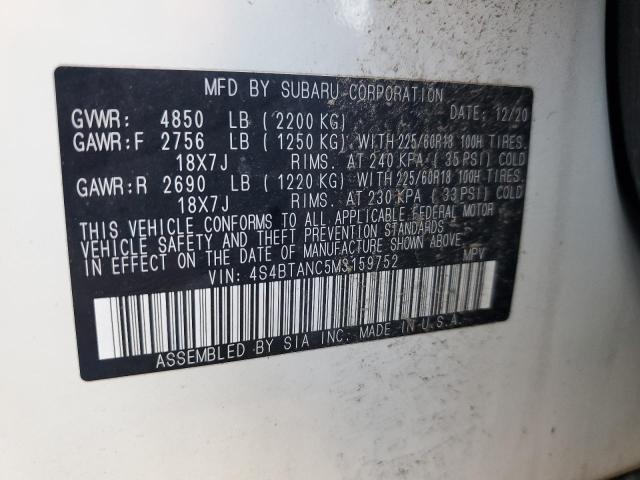 MFD BY SUBARU CORPORATION
DATE: 12/20
GVWR: 4850 LB (2200 KG)
GAWR:F 2756 LB (1250 KG) WITH 225/60R18 100H TIRES.
18X7J RIMS. AT 240 KPA (35 PSI) COLD
GAWR:R 2690 LB (1220 KG) WITH 225/60R18 100H TIRES.
18X7J RIMS. AT 230 KPA (33 PSI) COLD
THIS VEHICLE CONFORMS TO ALL APPLICABLE FEDERAL MOTOR
VEHICLE SAFETY AND THEFT PREVENTION STANDARDS
IN EFFECT ON THE DATE OF MANUFACTURE SHOWN ABOVE.
VIN: 4S4BTANC5M3159752 MPV
ASSEMBLED BY SIA INC. MADE IN U.S.A.